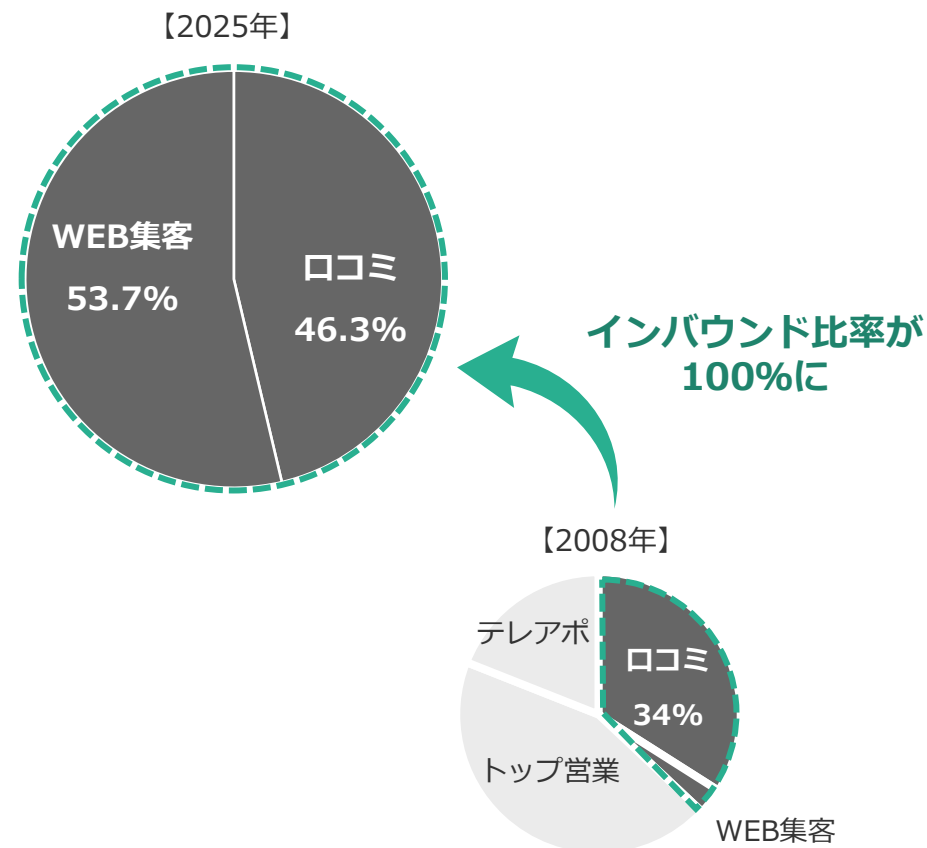 【2025年】
WEB集客
53.7%
口コミ
46.3%
インバウンド比率が
100%に
【2008年】
テレアポ
口コミ
34%
トップ営業
WEB集客